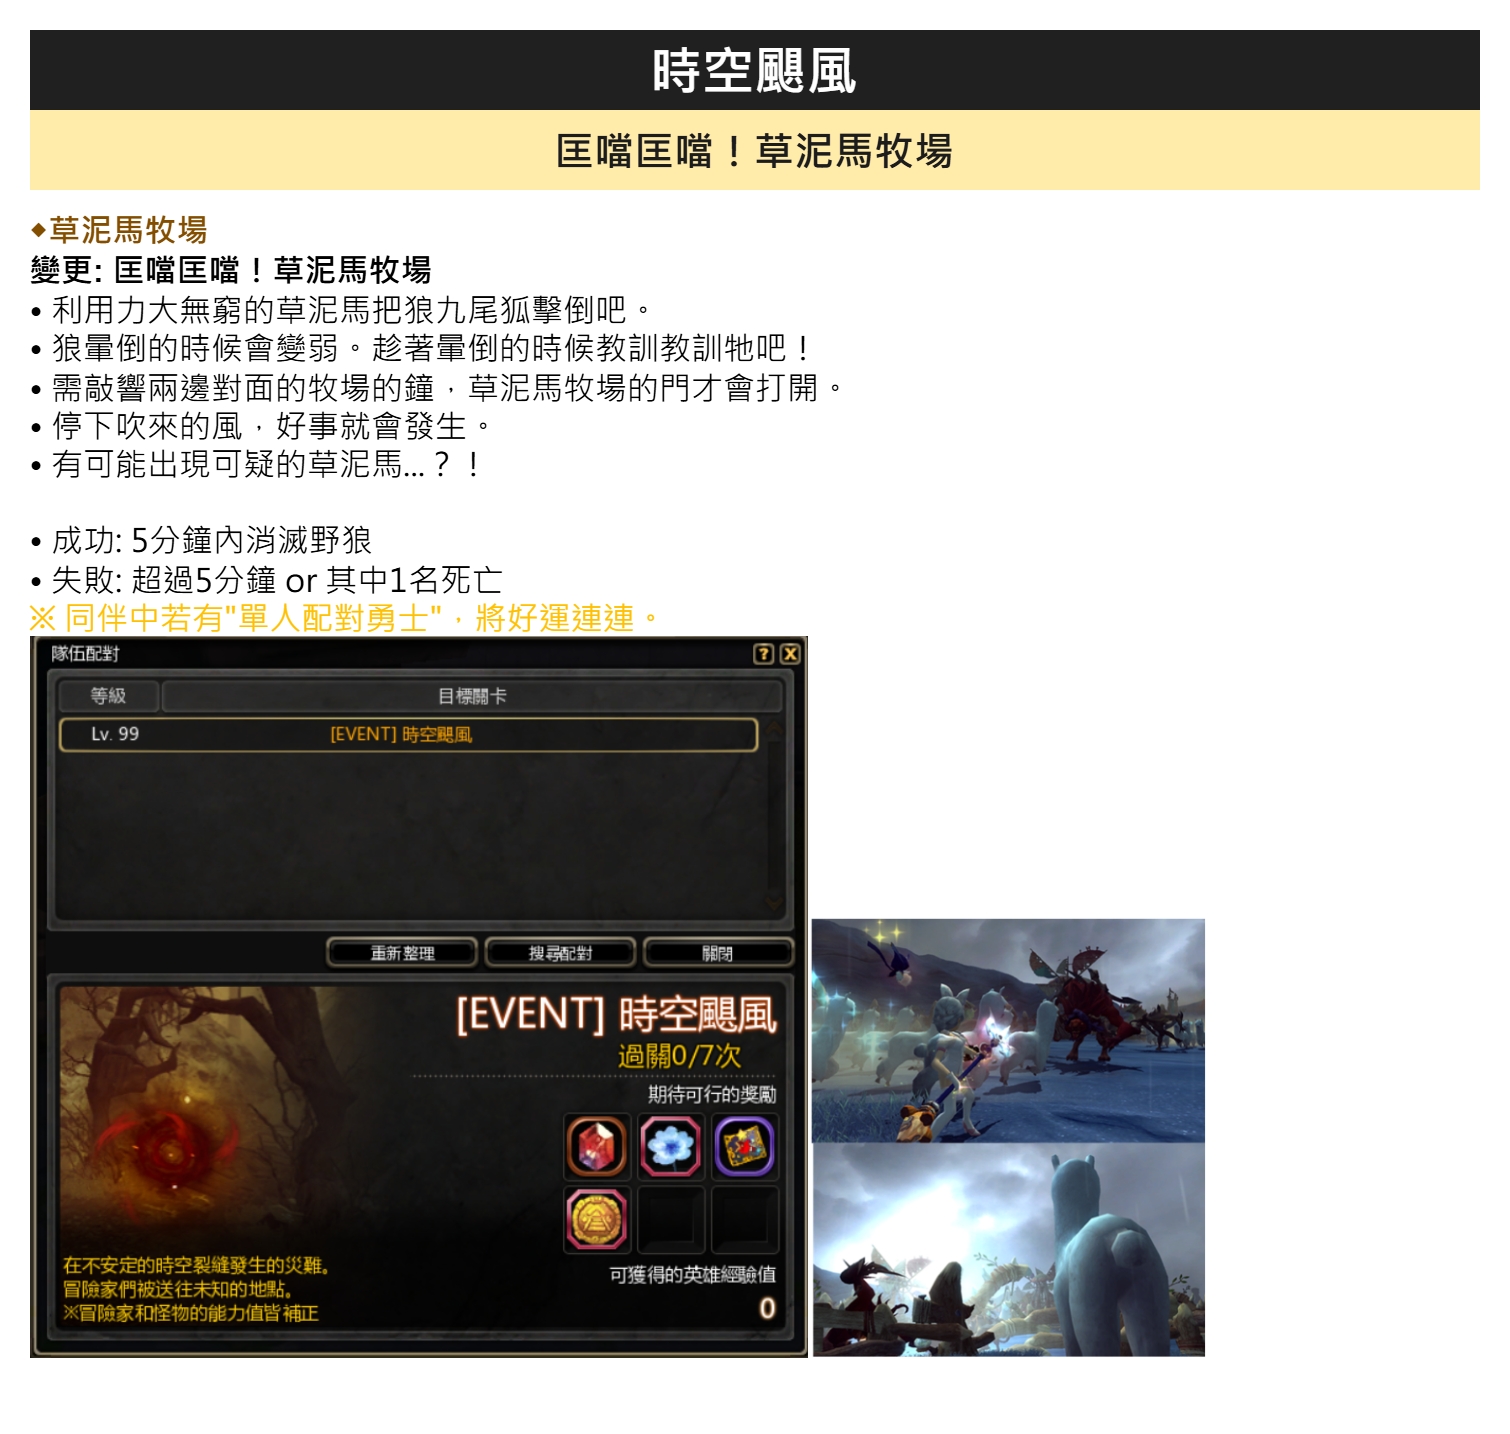 時空颶風
匡噹匡噹！草泥馬牧場
◆草泥馬牧場
變更: 匡噹匡噹！草泥馬牧場
• 利用力大無窮的草泥馬把狼九尾狐擊倒吧。
• 狼暈倒的時候會變弱。趁著暈倒的時候教訓教訓牠吧！
• 需敲響兩邊對面的牧場的鐘，草泥馬牧場的門才會打開。
• 停下吹來的風，好事就會發生。
• 有可能出現可疑的草泥馬...？！
• 成功: 5分鐘內消滅野狼
• 失敗: 超過5分鐘 or 其中1名死亡
※ 同伴中若有"單人配對勇士"，將好運連連。
隊伍配對
? X
等級 目標關卡
Lv. 99 [EVENT] 時空颶風
重新整理 搜尋配對 關閉
[EVENT] 時空颶風
過關0/7次
期待可行的獎勵
在不安定的時空裂縫發生的災難。
冒險家們被送往未知的地點。
※冒險家和怪物的能力值皆補正
可獲得的英雄經驗值
0